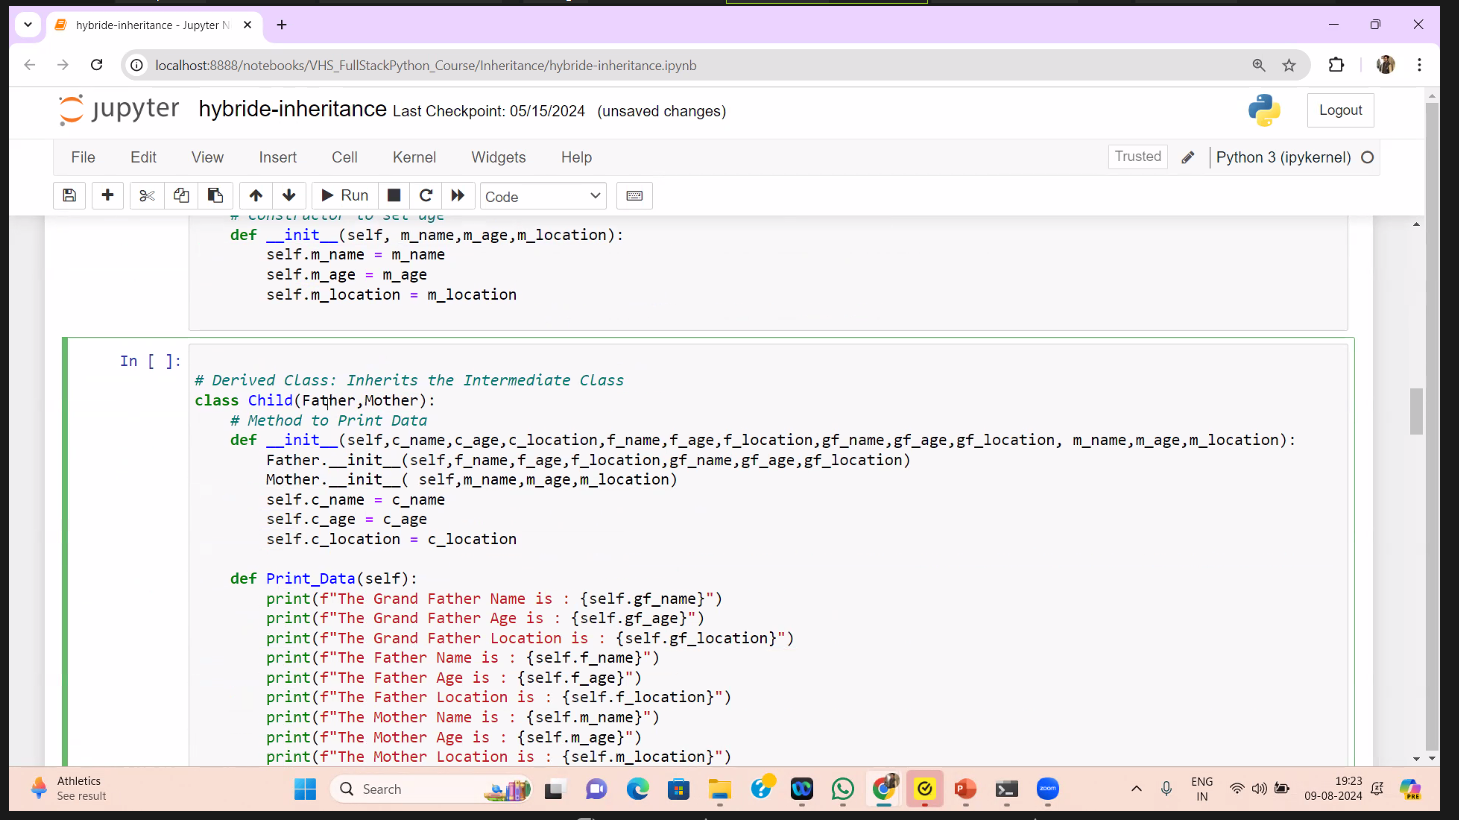 hybride-inheritance - Jupyter N
localhost:8888/notebooks/VHS_FullStackPython_Course/Inheritance/hybride-inheritance.ipynb
jupyter hybride-inheritance Last Checkpoint: 05/15/2024 (unsaved changes)
Logout
File Edit View Insert Cell Kernel Widgets Help
Trusted Python 3 (ipykernel)
Run Code
# Constructor to set age
def __init__(self, m_name,m_age,m_location):
self.m_name = m_name
self.m_age = m_age
self.m_location = m_location
In [ ]:
# Derived Class: Inherits the Intermediate Class
class Child(Father,Mother):
# Method to Print Data
def __init__(self,c_name,c_age,c_location,f_name,f_age,f_location,gf_name,gf_age,gf_location, m_name,m_age,m_location):
Father.__init__(self,f_name,f_age,f_location,gf_name,gf_age,gf_location)
Mother.__init__( self,m_name,m_age,m_location)
self.c_name = c_name
self.c_age = c_age
self.c_location = c_location
def Print_Data(self):
print(f"The Grand Father Name is : {self.gf_name}")
print(f"The Grand Father Age is : {self.gf_age}")
print(f"The Grand Father Location is : {self.gf_location}")
print(f"The Father Name is : {self.f_name}")
print(f"The Father Age is : {self.f_age}")
print(f"The Father Location is : {self.f_location}")
print(f"The Mother Name is : {self.m_name}")
print(f"The Mother Age is : {self.m_age}")
print(f"The Mother Location is : {self.m_location}")
Athletics
See result
Search
zoom
ENG
IN
19:23
09-08-2024
PRE